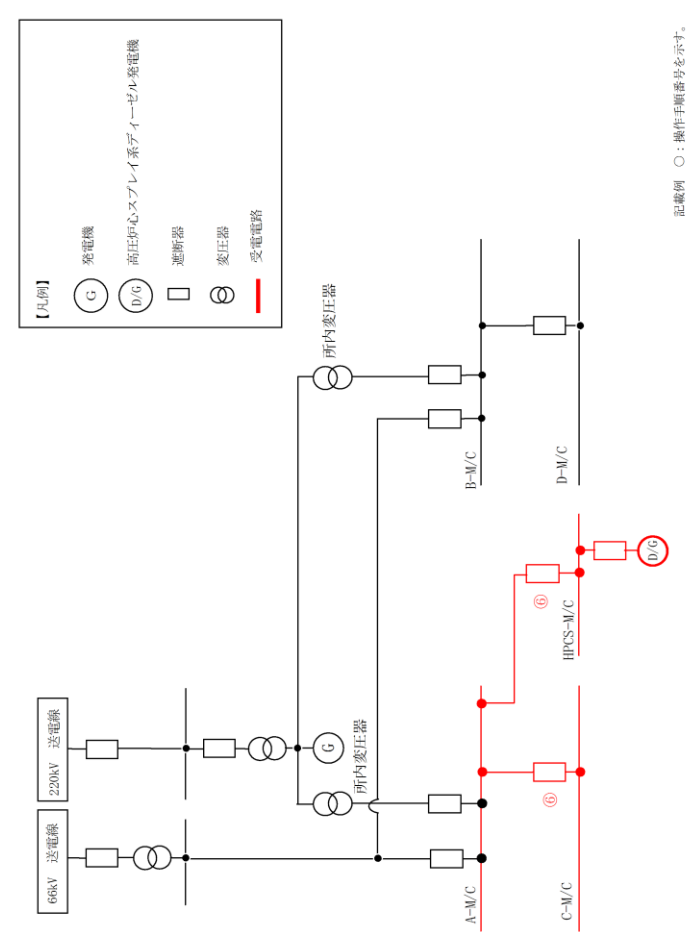 66kV 送電線
220kV 送電線
【凡例】
G 発電機
D/G 高圧炉心スプレイ系ディーゼル発電機
遮断器
変圧器
受電電路
G
所内変圧器
所内変圧器
A-M/C
B-M/C
⑥
⑥
C-M/C
HPCS-M/C
D-M/C
D/G
記載例 ○：操作手順番号を示す。